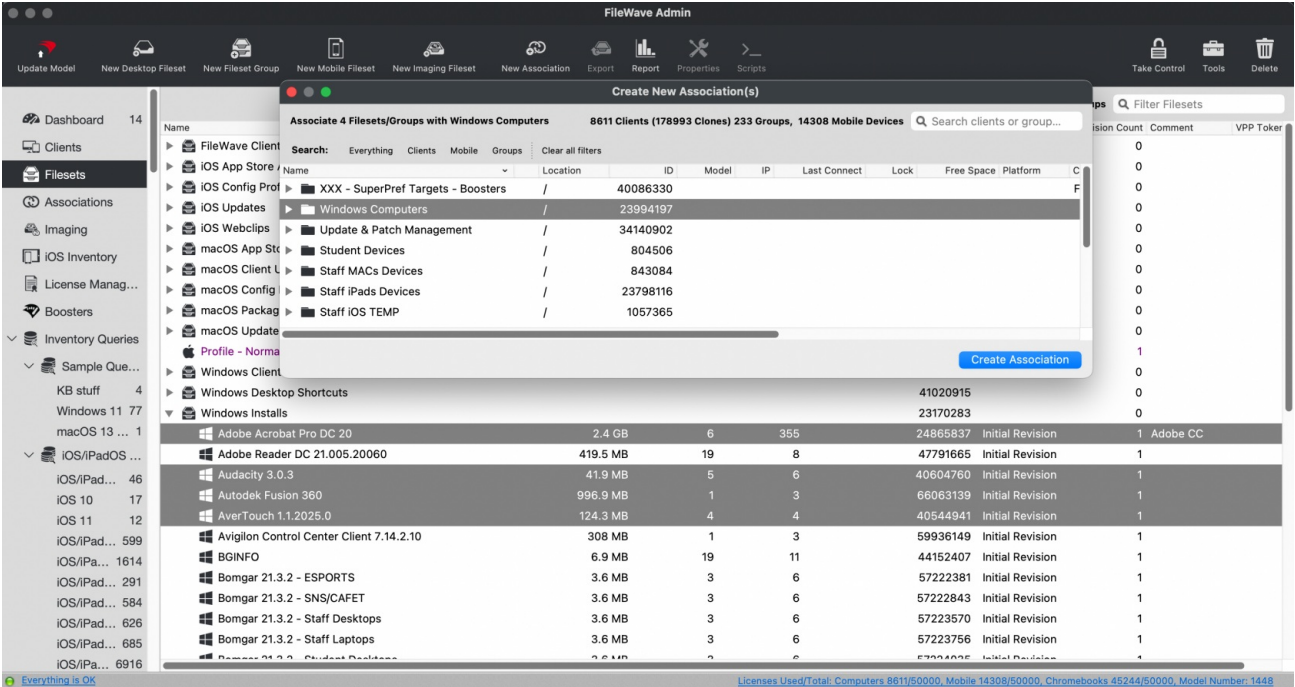 FileWave Admin
Update Model New Desktop Fileset New Fileset Group New Mobile Fileset New Imaging Fileset New Association Export Report Properties Scripts Take Control Tools Delete
Create New Association(s)
Associate 4 Filesets/Groups with Windows Computers 8611 Clients (178993 Clones) 233 Groups, 14308 Mobile Devices Search clients or group...
Search: Everything Clients Mobile Groups Clear all filters
Name Location ID Model IP Last Connect Lock Free Space Platform C
XXX - SuperPref Targets - Boosters / 40086330 F
Windows Computers / 23994197
Update & Patch Management / 34140902
Student Devices / 804506
Staff MACs Devices / 843084
Staff iPads Devices / 23798116
Staff iOS TEMP / 1057365
Create Association
Dashboard 14
Clients
Filesets
Associations
Imaging
iOS Inventory
License Manag...
Boosters
Inventory Queries
Sample Que...
KB stuff 4
Windows 11 77
macOS 13 ... 1
iOS/iPadOS ...
iOS/iPad... 46
iOS 10 17
iOS 11 12
iOS/iPad... 599
iOS/iPa... 1614
iOS/iPad... 291
iOS/iPad... 584
iOS/iPad... 626
iOS/iPad... 685
iOS/iPa... 6916
ups Filter Filesets
Name ision Count Comment VPP Token
FileWave Client 0
iOS App Store 0
iOS Config Prof 0
iOS Updates 0
iOS Webclips 0
macOS App Sto 0
macOS Client U 0
macOS Config 0
macOS Packag 0
macOS Update 0
Profile - Norma 1
Windows Client 0
Windows Desktop Shortcuts 41020915 0
Windows Installs 23170283 0
Adobe Acrobat Pro DC 20 2.4 GB 6 355 24865837 Initial Revision 1 Adobe CC
Adobe Reader DC 21.005.20060 419.5 MB 19 8 47791665 Initial Revision 1
Audacity 3.0.3 41.9 MB 5 6 40604760 Initial Revision 1
Autodek Fusion 360 996.9 MB 1 3 66063139 Initial Revision 1
AverTouch 1.1.2025.0 124.3 MB 4 4 40544941 Initial Revision 1
Avigilon Control Center Client 7.14.2.10 308 MB 1 3 59936149 Initial Revision 1
BGINFO 6.9 MB 19 11 44152407 Initial Revision 1
Bomgar 21.3.2 - ESPORTS 3.6 MB 3 6 57222381 Initial Revision 1
Bomgar 21.3.2 - SNS/CAFET 3.6 MB 3 6 57222843 Initial Revision 1
Bomgar 21.3.2 - Staff Desktops 3.6 MB 3 6 57223570 Initial Revision 1
Bomgar 21.3.2 - Staff Laptops 3.6 MB 3 6 57223756 Initial Revision 1
Everything is OK
Licenses Used/Total: Computers 8611/50000, Mobile 14308/50000, Chromebooks 45244/50000, Model Number: 1448